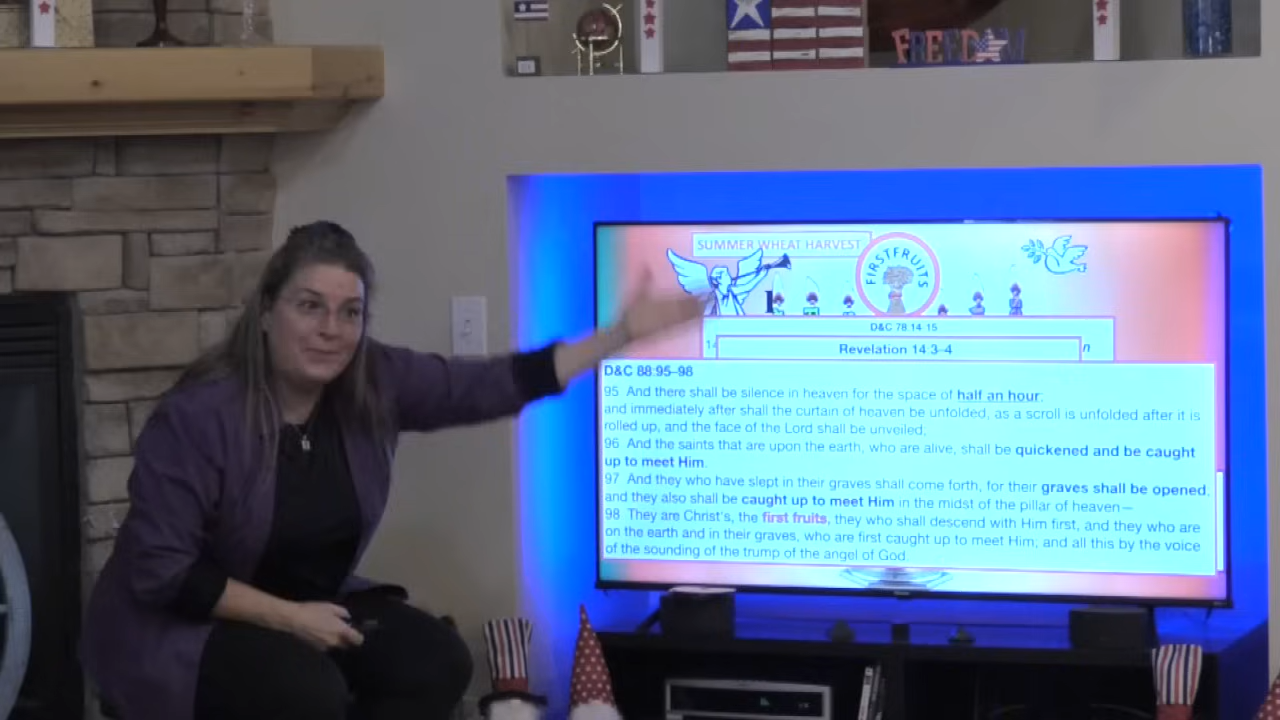 FREEDOM
SUMMER WHEAT HARVEST
FIRSTFRUITS
D&C 78 14 15
Revelation 14 3–4
D&C 88:95–98
95 And there shall be silence in heaven for the space of half an hour;
and immediately after shall the curtain of heaven be unfolded, as a scroll is unfolded after it is
rolled up, and the face of the Lord shall be unveiled;
96 And the saints that are upon the earth, who are alive, shall be quickened and be caught
up to meet Him.
97 And they who have slept in their graves shall come forth, for their graves shall be opened,
and they also shall be caught up to meet Him in the midst of the pillar of heaven—
98 They are Christ's, the first fruits, they who shall descend with Him first, and they who are
on the earth and in their graves, who are first caught up to meet Him; and all this by the voice
of the sounding of the trump of the angel of God